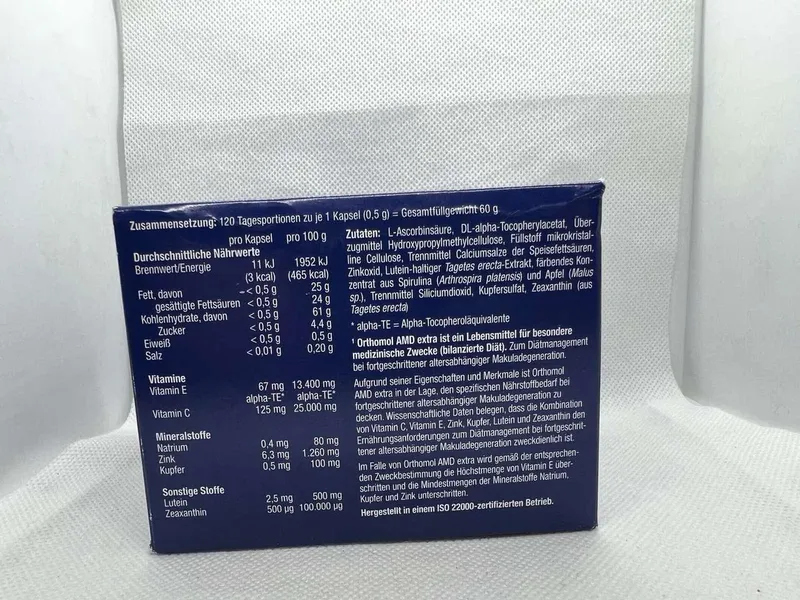 Zusammensetzung: 120 Tagesportionen zu je 1 Kapsel (0,5 g) = Gesamtfüllgewicht 60 g
pro Kapsel pro 100 g
Durchschnittliche Nährwerte
Brennwert/Energie 11 kJ 1952 kJ
(3 kcal) (465 kcal)
Fett, davon < 0,5 g 25 g
gesättigte Fettsäuren < 0,5 g 24 g
Kohlenhydrate, davon < 0,5 g 61 g
Zucker < 0,5 g 4,4 g
Eiweiß < 0,5 g 0,5 g
Salz < 0,01 g 0,20 g
Vitamine
Vitamin E 67 mg 13.400 mg
alpha-TE* alpha-TE*
Vitamin C 125 mg 25.000 mg
Mineralstoffe
Natrium 0,4 mg 80 mg
Zink 6,3 mg 1.260 mg
Kupfer 0,5 mg 100 mg
Sonstige Stoffe
Lutein 2,5 mg 500 mg
Zeaxanthin 500 µg 100.000 µg
Zutaten: L-Ascorbinsäure, DL-alpha-Tocopherylacetat, Über-
zugmittel Hydroxypropylmethylcellulose, Füllstoff mikrokristal-
line Cellulose, Trennmittel Calciumsalze der Speisefettsäuren,
Zinkoxid, Lutein-haltiger Tagetes erecta-Extrakt, färbendes Kon-
zentrat aus Spirulina (Arthrospira platensis) und Apfel (Malus
sp.), Trennmittel Siliciumdioxid, Kupfersulfat, Zeaxanthin (aus
Tagetes erecta)
* alpha-TE = Alpha-Tocopheroläquivalente
¹ Orthomol AMD extra ist ein Lebensmittel für besondere
medizinische Zwecke (bilanzierte Diät). Zum Diätmanagement
bei fortgeschrittener altersabhängiger Makuladegeneration.
Aufgrund seiner Eigenschaften und Merkmale ist Orthomol
AMD extra in der Lage, den spezifischen Nährstoffbedarf bei
fortgeschrittener altersabhängiger Makuladegeneration zu
decken. Wissenschaftliche Daten belegen, dass die Kombination
von Vitamin C, Vitamin E, Zink, Kupfer, Lutein und Zeaxanthin den
Ernährungsanforderungen zum Diätmanagement bei fortgeschrit-
tener altersabhängiger Makuladegeneration zweckdienlich ist.
Im Falle von Orthomol AMD extra wird gemäß der entsprechen-
den Zweckbestimmung die Höchstmenge von Vitamin E über-
schritten und die Mindestmengen der Mineralstoffe Natrium,
Kupfer und Zink unterschritten.
Hergestellt in einem ISO 22000-zertifizierten Betrieb.